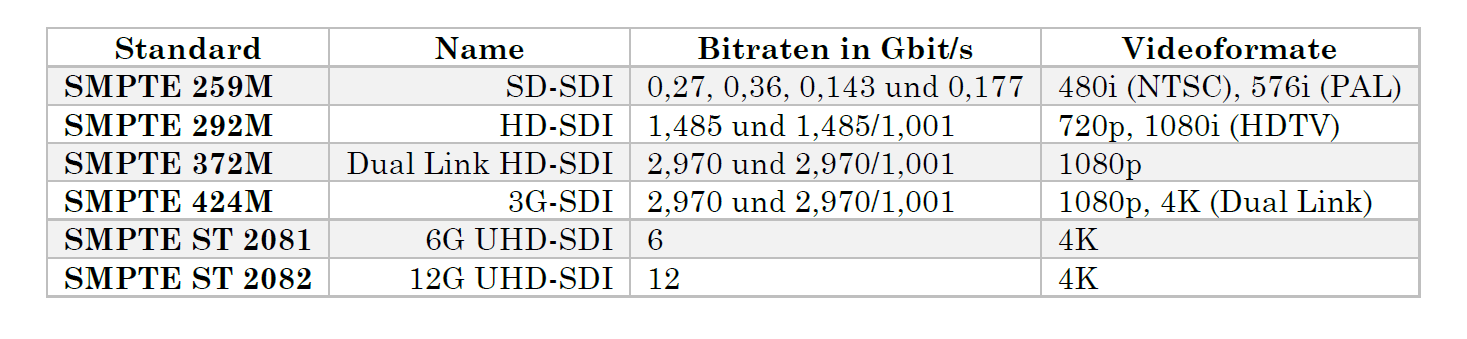 Standard Name Bitraten in Gbit/s Videoformate
SMPTE 259M SD-SDI 0,27, 0,36, 0,143 und 0,177 480i (NTSC), 576i (PAL)
SMPTE 292M HD-SDI 1,485 und 1,485/1,001 720p, 1080i (HDTV)
SMPTE 372M Dual Link HD-SDI 2,970 und 2,970/1,001 1080p
SMPTE 424M 3G-SDI 2,970 und 2,970/1,001 1080p, 4K (Dual Link)
SMPTE ST 2081 6G UHD-SDI 6 4K
SMPTE ST 2082 12G UHD-SDI 12 4K